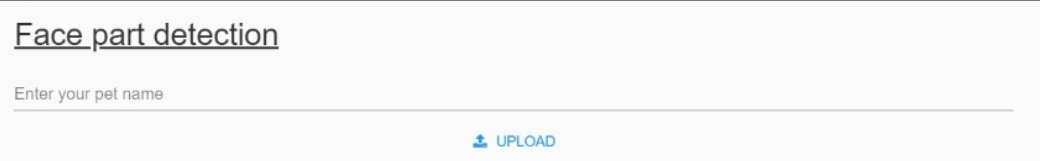 Face part detection
Enter your pet name
UPLOAD